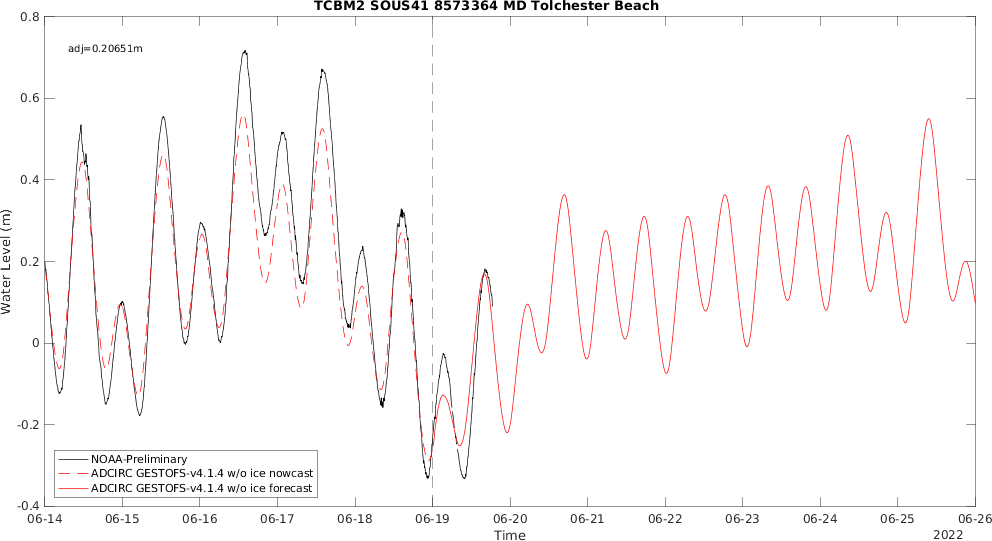 TCBM2 SOUS41 8573364 MD Tolchester Beach
adj=0.20651m
0.8
0.6
0.4
0.2
0
-0.2
-0.4
Water Level (m)
NOAA-Preliminary
ADCIRC GESTOFS-v4.1.4 w/o ice nowcast
ADCIRC GESTOFS-v4.1.4 w/o ice forecast
06-14 06-15 06-16 06-17 06-18 06-19 06-20 06-21 06-22 06-23 06-24 06-25 06-26
Time
2022